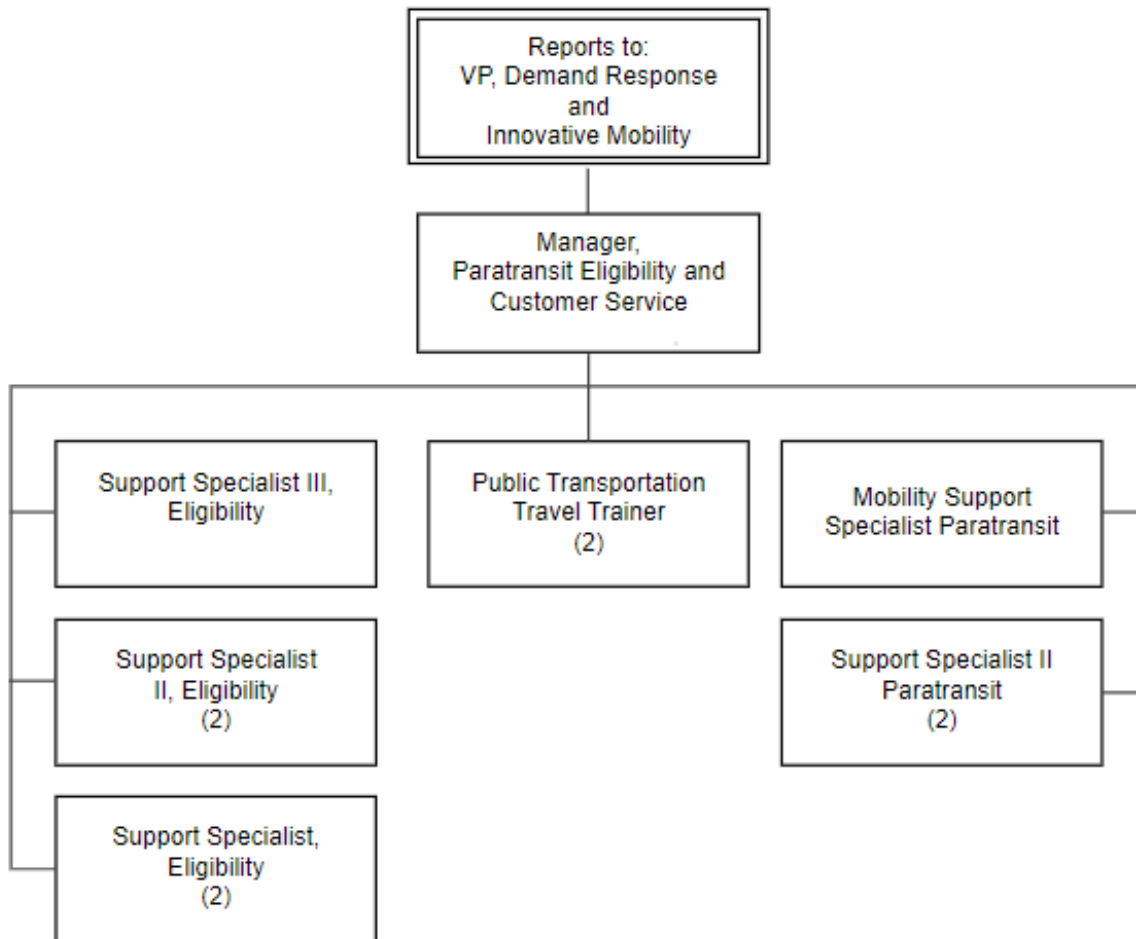 Reports to:
VP, Demand Response
and
Innovative Mobility
Manager,
Paratransit Eligibility and
Customer Service
Support Specialist III,
Eligibility
Public Transportation
Travel Trainer
(2)
Mobility Support
Specialist Paratransit
Support Specialist
II, Eligibility
(2)
Support Specialist II
Paratransit
(2)
Support Specialist,
Eligibility
(2)